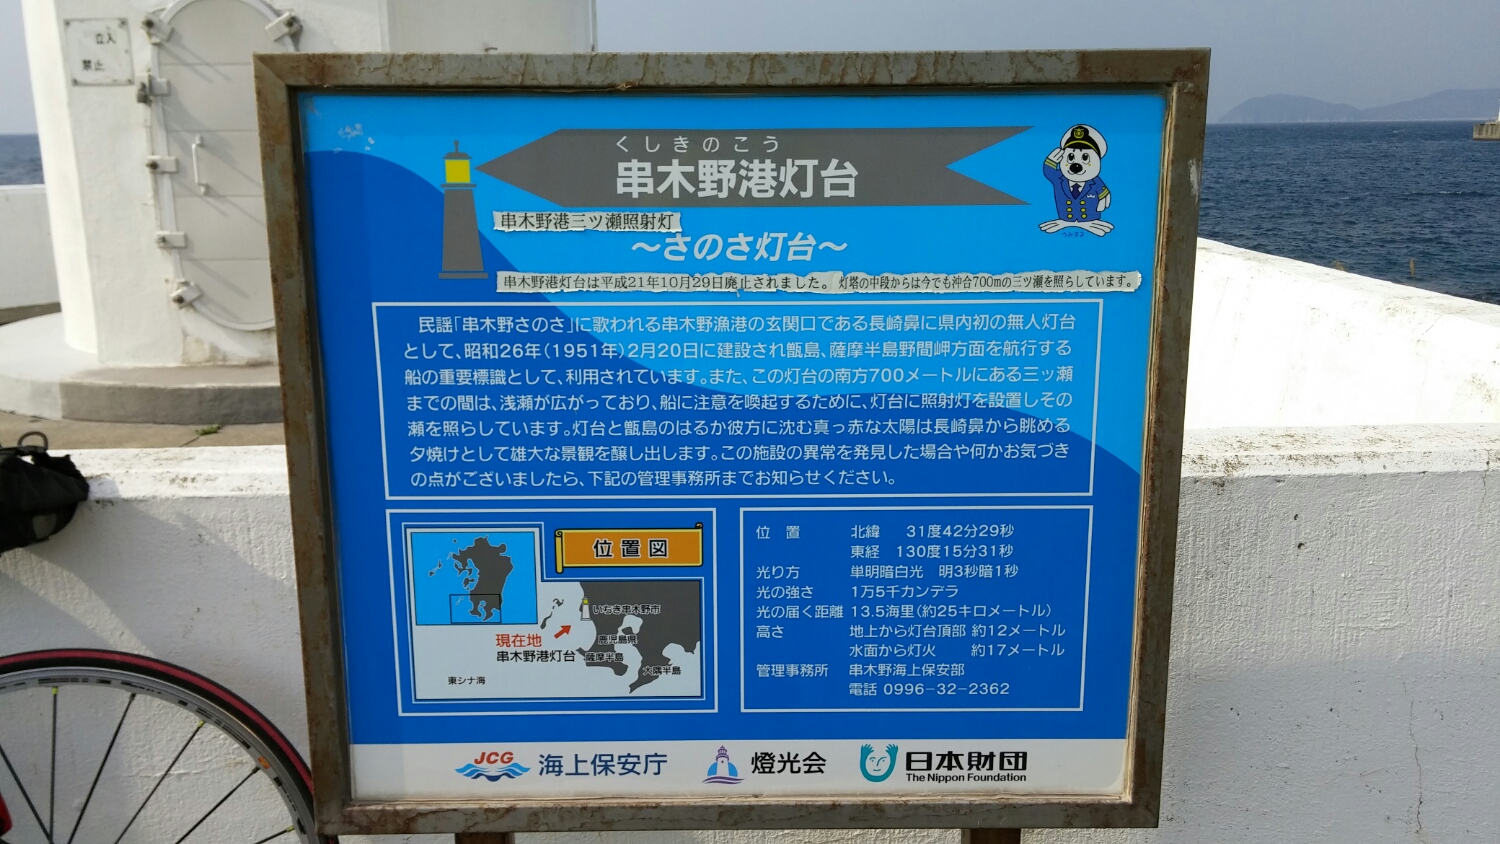 立入
禁止
くしきのこう
串木野港灯台
串木野港三ツ瀬照射灯
～さのさ灯台～
串木野港灯台は平成21年10月29日廃止されました。灯塔の中段からは今でも沖合700mの三ツ瀬を照らしています。
民謡「串木野さのさ」に歌われる串木野漁港の玄関口である長崎鼻に県内初の無人灯台
として、昭和26年(1951年)2月20日に建設され甑島、薩摩半島野間岬方面を航行する
船の重要標識として、利用されています。また、この灯台の南方700メートルにある三ッ瀬
までの間は、浅瀬が広がっており、船に注意を喚起するために、灯台に照射灯を設置しその
瀬を照らしています。灯台と甑島のはるか彼方に沈む真っ赤な太陽は長崎鼻から眺める
夕焼けとして雄大な景観を醸し出します。この施設の異常を発見した場合や何かお気づき
の点がございましたら、下記の管理事務所までお知らせください。
位置図
いちき串木野市
現在地
串木野港灯台
鹿児島県
薩摩半島
大隅半島
東シナ海
位 置 北緯 31度42分29秒
東経 130度15分31秒
光り方 単明暗白光 明3秒暗1秒
光の強さ 1万5千カンデラ
光の届く距離 13.5海里(約25キロメートル)
高さ 地上から灯台頂部 約12メートル
水面から灯火 約17メートル
管理事務所 串木野海上保安部
電話 0996-32-2362
JCG 海上保安庁
燈光会
日本財団
The Nippon Foundation